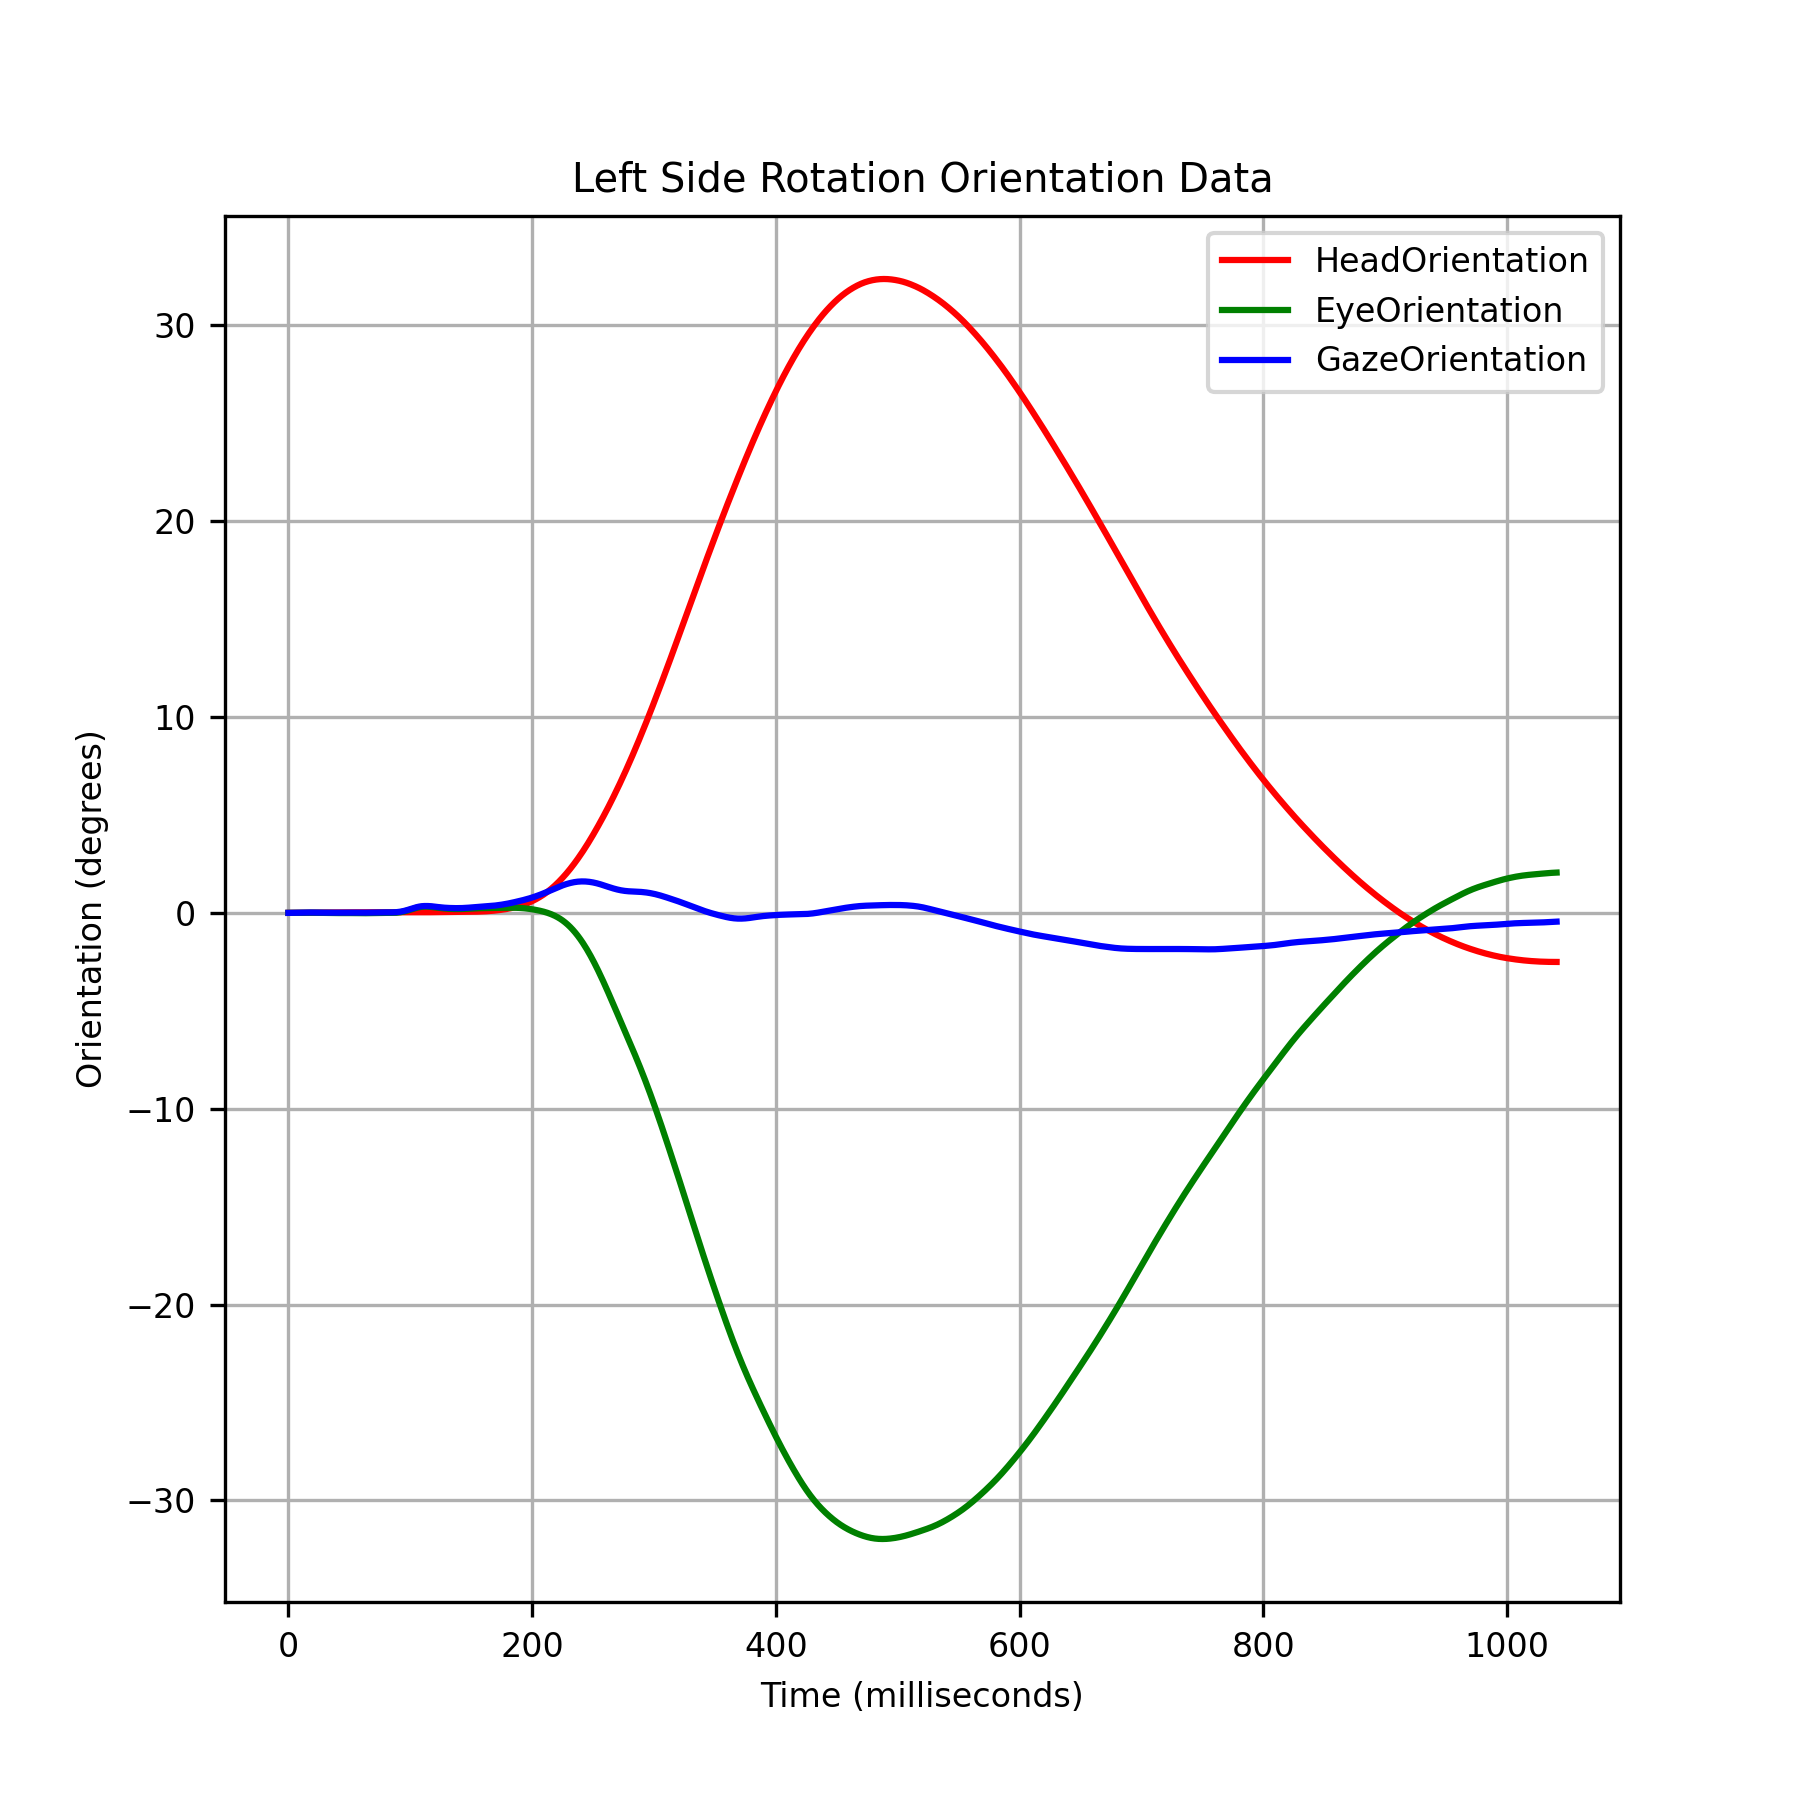 Left Side Rotation Orientation Data
HeadOrientation
EyeOrientation
GazeOrientation
30
20
10
0
−10
−20
−30
Orientation (degrees)
0 200 400 600 800 1000
Time (milliseconds)